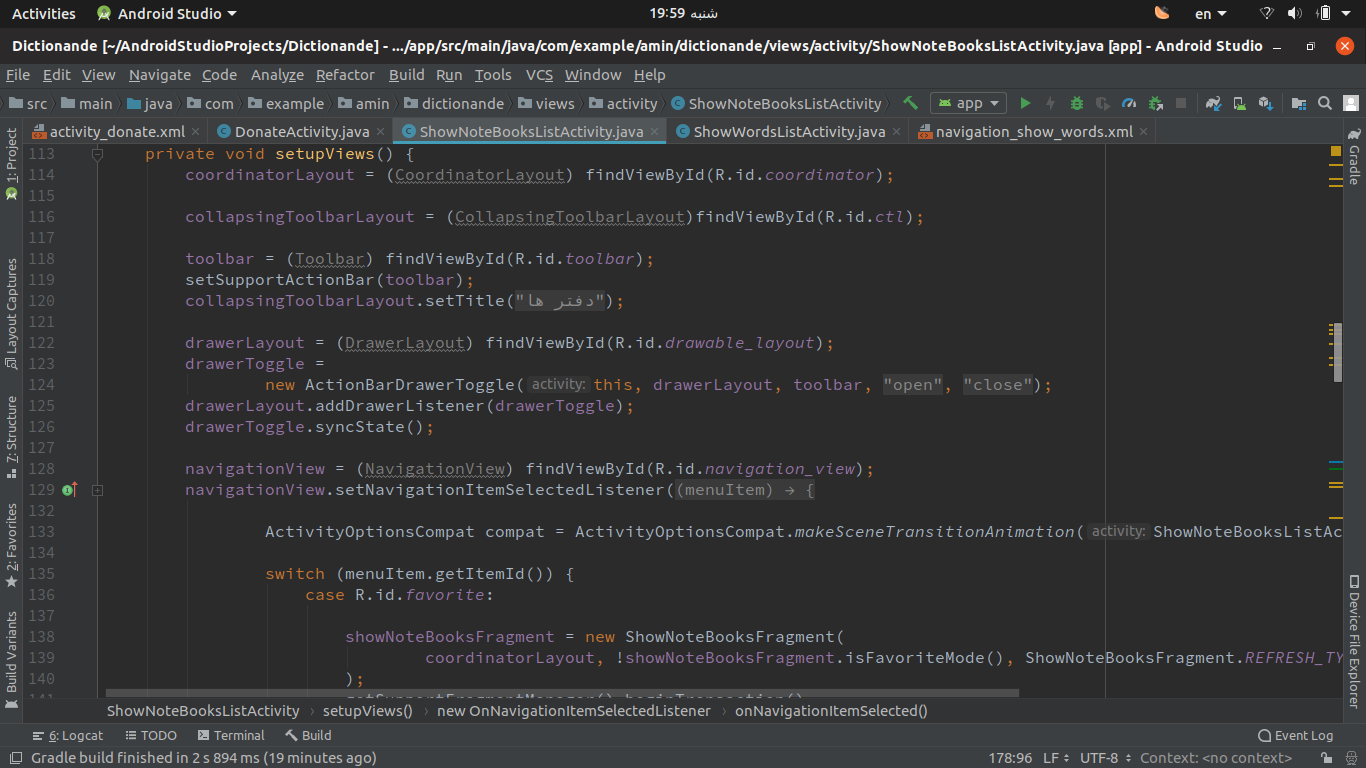 Activities Android Studio شنبه 19:59 en
Dictionande [~/AndroidStudioProjects/Dictionande] - .../app/src/main/java/com/example/amin/dictionande/views/activity/ShowNoteBooksListActivity.java [app] - Android Studio
File Edit View Navigate Code Analyze Refactor Build Run Tools VCS Window Help
src main java com example amin dictionande views activity ShowNoteBooksListActivity app
activity_donate.xml DonateActivity.java ShowNoteBooksListActivity.java ShowWordsListActivity.java navigation_show_words.xml
1: Project
Layout Captures
7: Structure
2: Favorites
Build Variants
113 private void setupViews() {
114 coordinatorLayout = (CoordinatorLayout) findViewById(R.id.coordinator);
115
116 collapsingToolbarLayout = (CollapsingToolbarLayout)findViewById(R.id.ctl);
117
118 toolbar = (Toolbar) findViewById(R.id.toolbar);
119 setSupportActionBar(toolbar);
120 collapsingToolbarLayout.setTitle("دفتر ها");
121
122 drawerLayout = (DrawerLayout) findViewById(R.id.drawable_layout);
123 drawerToggle =
124 new ActionBarDrawerToggle( activity: this, drawerLayout, toolbar, "open", "close");
125 drawerLayout.addDrawerListener(drawerToggle);
126 drawerToggle.syncState();
127
128 navigationView = (NavigationView) findViewById(R.id.navigation_view);
129 navigationView.setNavigationItemSelectedListener((menuItem) → {
132
133 ActivityOptionsCompat compat = ActivityOptionsCompat.makeSceneTransitionAnimation( activity: ShowNoteBooksListAc
134
135 switch (menuItem.getItemId()) {
136 case R.id.favorite:
137
138 showNoteBooksFragment = new ShowNoteBooksFragment(
139 coordinatorLayout, !showNoteBooksFragment.isFavoriteMode(), ShowNoteBooksFragment.REFRESH_TY
140 );
141 getSupportFragmentManager().beginTransaction()
Gradle
Device File Explorer
ShowNoteBooksListActivity › setupViews() › new OnNavigationItemSelectedListener › onNavigationItemSelected()
6: Logcat TODO Terminal Build Event Log
Gradle build finished in 2 s 894 ms (19 minutes ago) 178:96 LF UTF-8 Context: <no context>